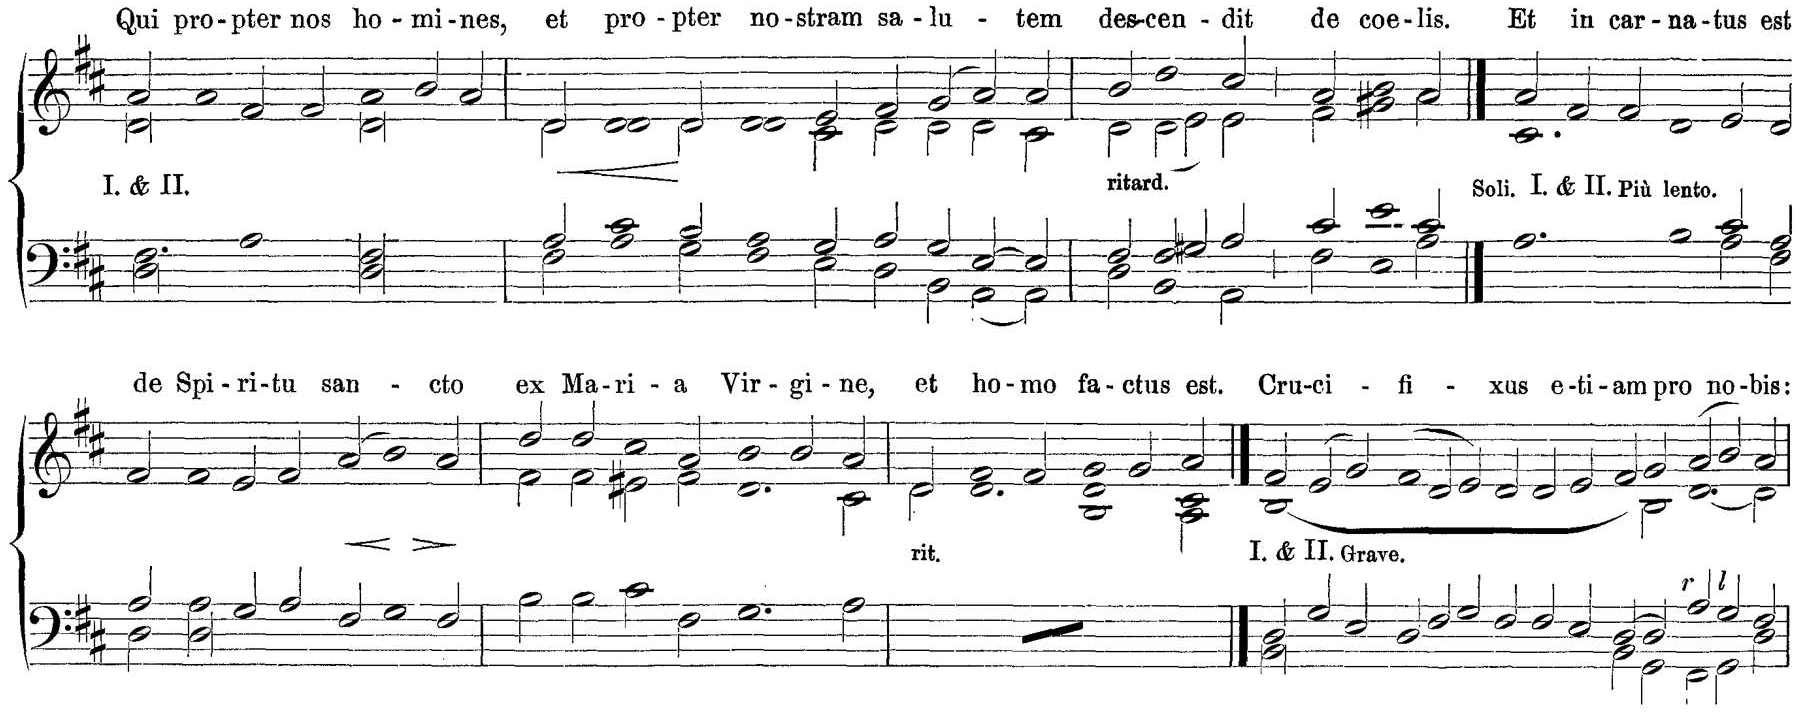 Qui pro-pter nos ho-mi-nes, et pro-pter no-stram sa-lu-tem des-cen-dit de coe-lis. Et in car-na-tus est
I. & II. ritard. Soli. I. & II. Più lento.
de Spi-ri-tu san-cto ex Ma-ri-a Vir-gi-ne, et ho-mo fa-ctus est. Cru-ci-fi-xus e-ti-am pro no-bis:
rit. I. & II. Grave.
r l